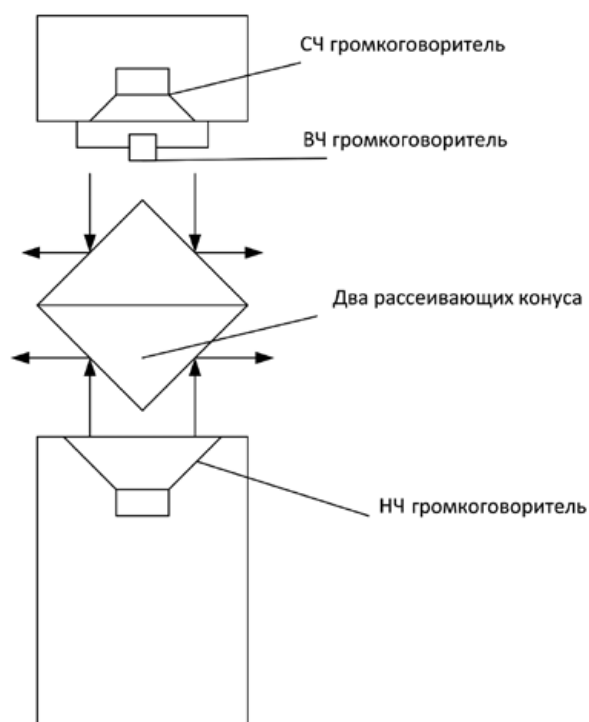 СЧ громкоговоритель
ВЧ громкоговоритель
Два рассеивающих конуса
НЧ громкоговоритель